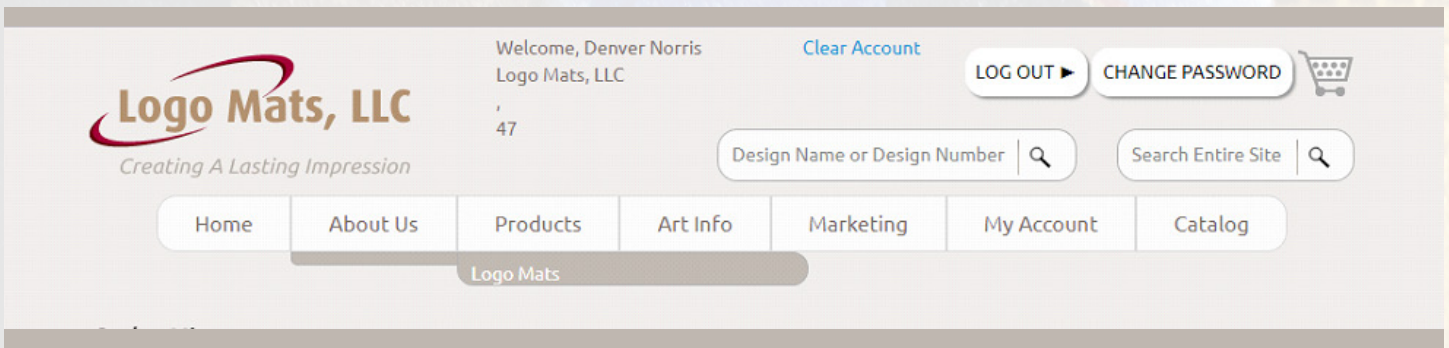 Logo Mats, LLC
Creating A Lasting Impression
Welcome, Denver Norris
Logo Mats, LLC
,
47
Clear Account
LOG OUT ►
CHANGE PASSWORD
Design Name or Design Number
Search Entire Site
Home
About Us
Products
Art Info
Marketing
My Account
Catalog
Logo Mats